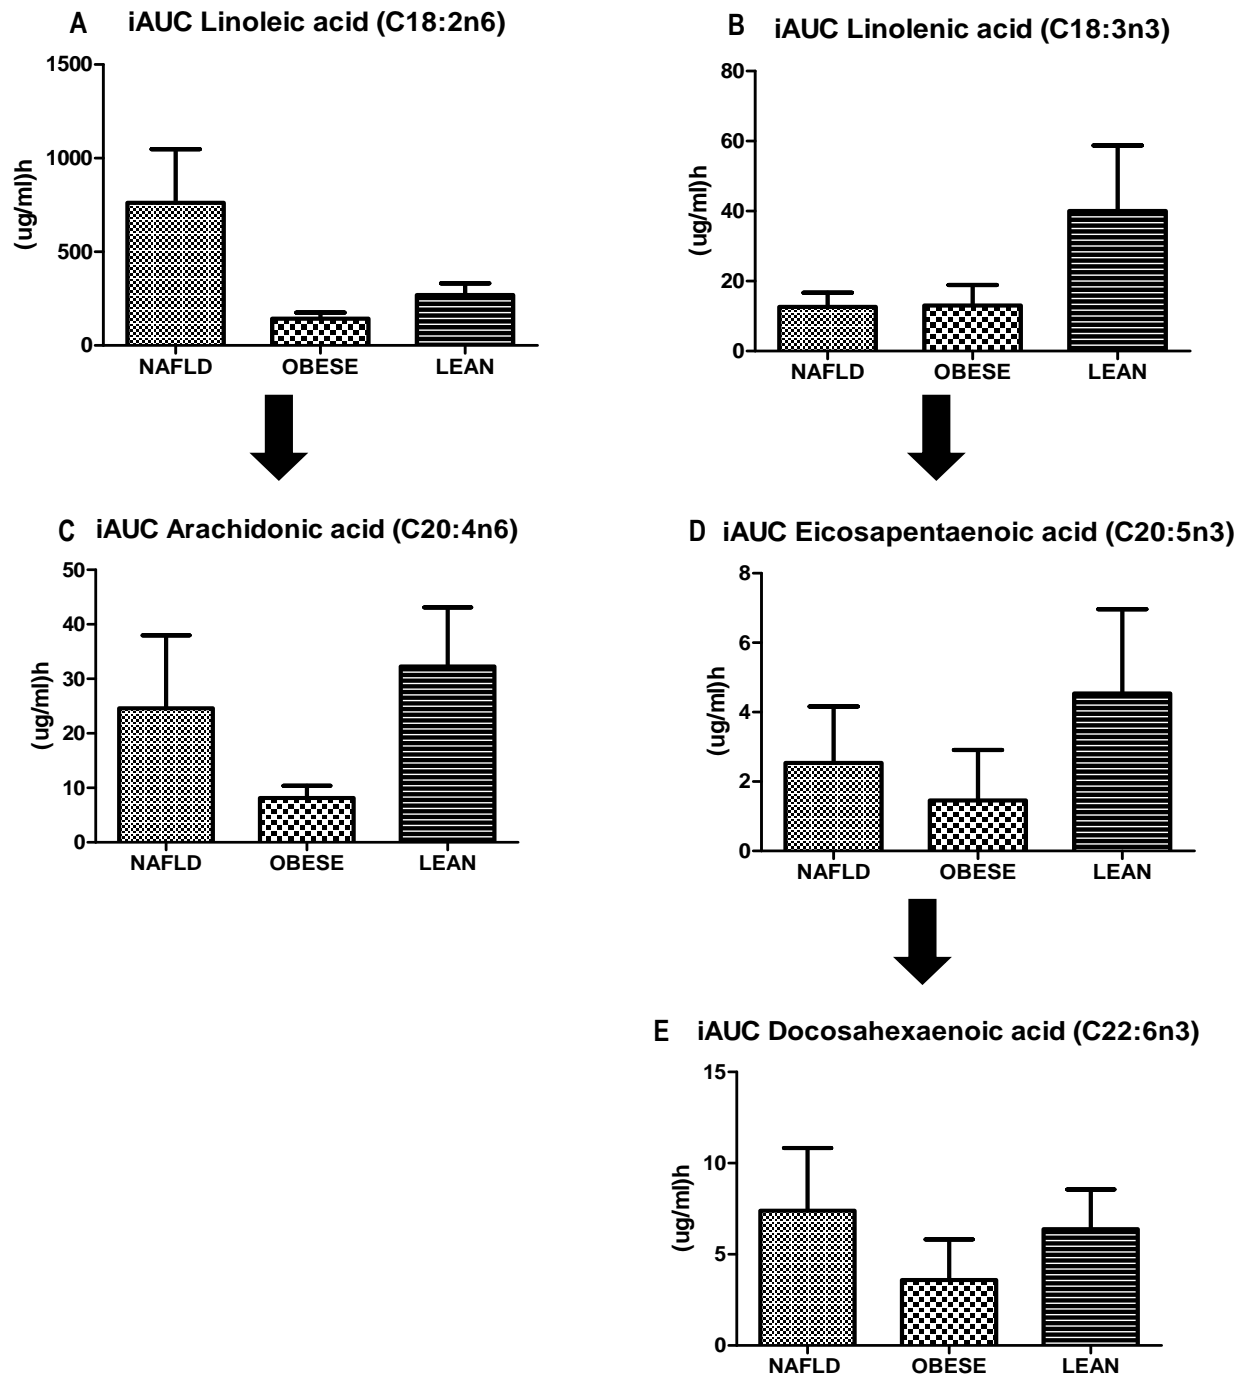 A iAUC Linoleic acid (C18:2n6)
1500
1000
500
0
(ug/ml)h
NAFLD OBESE LEAN
B iAUC Linolenic acid (C18:3n3)
80
60
40
20
0
(ug/ml)h
NAFLD OBESE LEAN
C iAUC Arachidonic acid (C20:4n6)
50
40
30
20
10
0
(ug/ml)h
NAFLD OBESE LEAN
D iAUC Eicosapentaenoic acid (C20:5n3)
8
6
4
2
0
(ug/ml)h
NAFLD OBESE LEAN
E iAUC Docosahexaenoic acid (C22:6n3)
15
10
5
0
(ug/ml)h
NAFLD OBESE LEAN